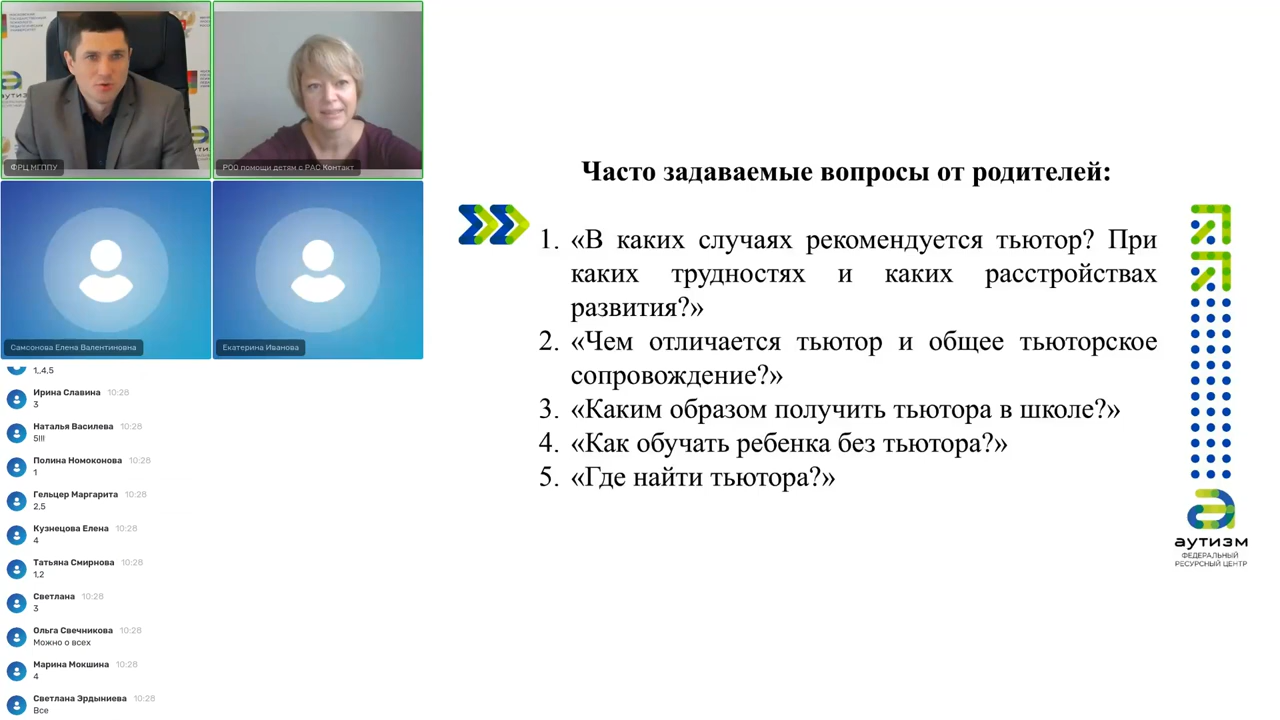 ФРЦ МГППУ
РОО помощи детям с РАС Контакт
Самсонова Елена Валентиновна
Екатерина Иванова
1,,4,5
Ирина Славина 10:28
3
Наталья Василева 10:28
5!!!
Полина Номоконова 10:28
1
Гельцер Маргарита 10:28
2,5
Кузнецова Елена 10:28
4
Татьяна Смирнова 10:28
1,2
Светлана 10:28
3
Ольга Свечникова 10:28
Можно о всех
Марина Мокшина 10:28
4
Светлана Эрдыниева 10:28
Все
Часто задаваемые вопросы от родителей:
1. «В каких случаях рекомендуется тьютор? При
каких трудностях и каких расстройствах
развития?»
2. «Чем отличается тьютор и общее тьюторское
сопровождение?»
3. «Каким образом получить тьютора в школе?»
4. «Как обучать ребенка без тьютора?»
5. «Где найти тьютора?»
аутизм
ФЕДЕРАЛЬНЫЙ
РЕСУРСНЫЙ ЦЕНТР